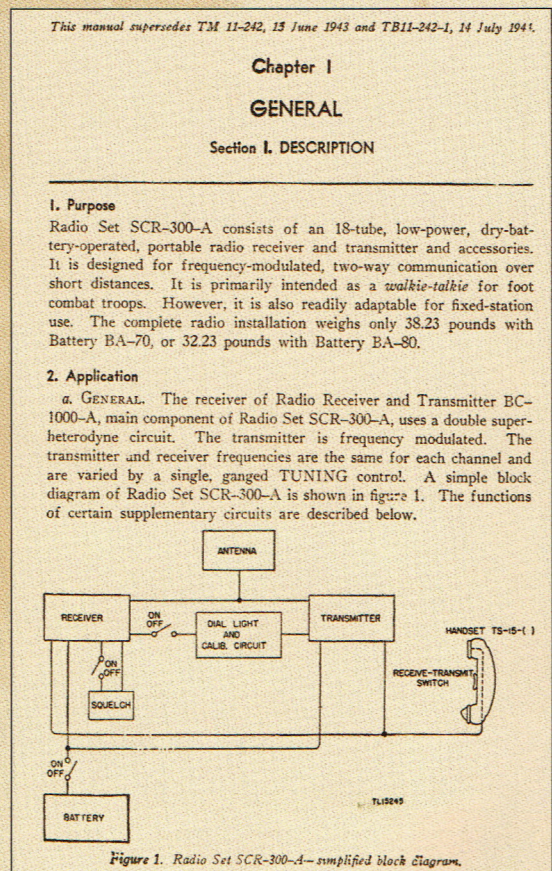 This manual supersedes TM 11–242, 15 June 1943 and TB11–242–1, 14 July 194
Chapter I
GENERAL
Section I. DESCRIPTION
1. Purpose
Radio Set SCR–300–A consists of an 18-tube, low-power, dry-bat-
tery-operated, portable radio receiver and transmitter and accessories.
It is designed for frequency-modulated, two-way communication over
short distances. It is primarily intended as a walkie-talkie for foot
combat troops. However, it is also readily adaptable for fixed-station
use. The complete radio installation weighs only 38.23 pounds with
Battery BA–70, or 32.23 pounds with Battery BA–80.
2. Application
a. GENERAL. The receiver of Radio Receiver and Transmitter BC–
1000–A, main component of Radio Set SCR–300–A, uses a double super-
heterodyne circuit. The transmitter is frequency modulated. The
transmitter and receiver frequencies are the same for each channel and
are varied by a single, ganged TUNING control. A simple block
diagram of Radio Set SCR–300–A is shown in figure 1. The functions
of certain supplementary circuits are described below.
ANTENNA
RECEIVER
ON
OFF
DIAL LIGHT
AND
CALIB. CIRCUIT
TRANSMITTER
HANDSET TS-15-( )
ON
OFF
RECEIVE-TRANSMIT
SWITCH
SQUELCH
ON
OFF
BATTERY
TL15245
Figure 1. Radio Set SCR–300–A—simplified block diagram.